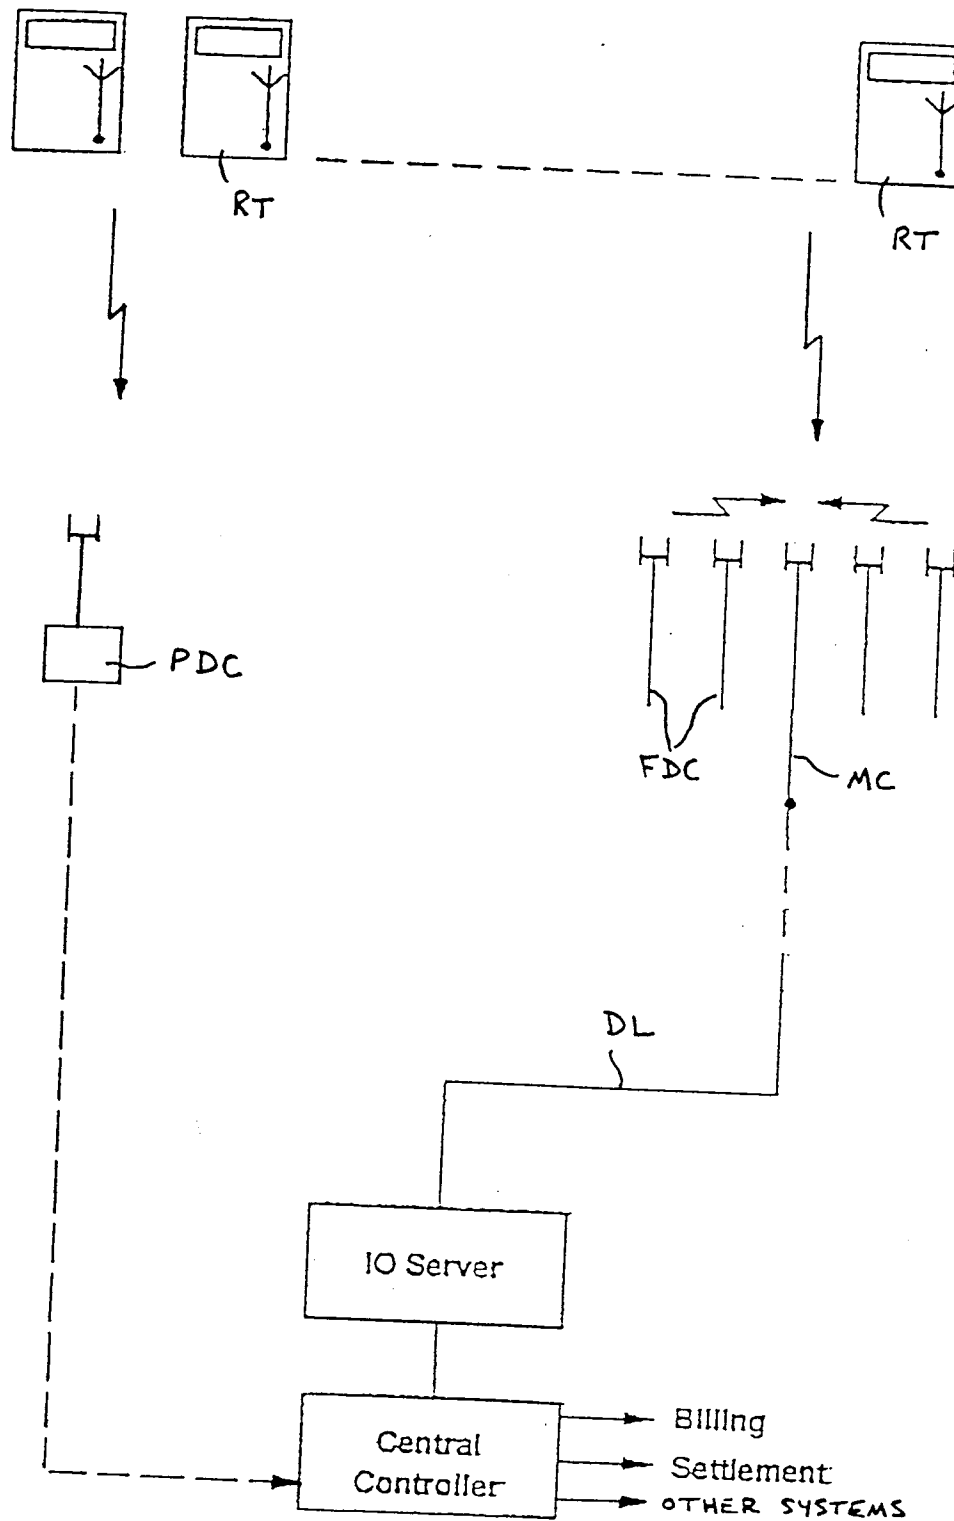 RT
RT
PDC
FDC
MC
DL
IO Server
Central
Controller
Billing
Settlement
OTHER SYSTEMS